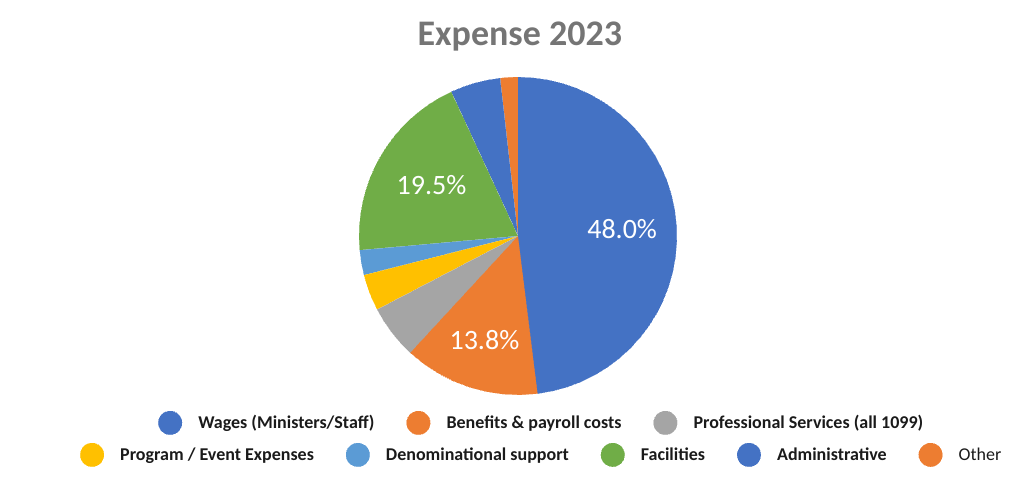 Expense 2023
19.5%
48.0%
13.8%
Wages (Ministers/Staff) Benefits & payroll costs Professional Services (all 1099)
Program / Event Expenses Denominational support Facilities Administrative Other